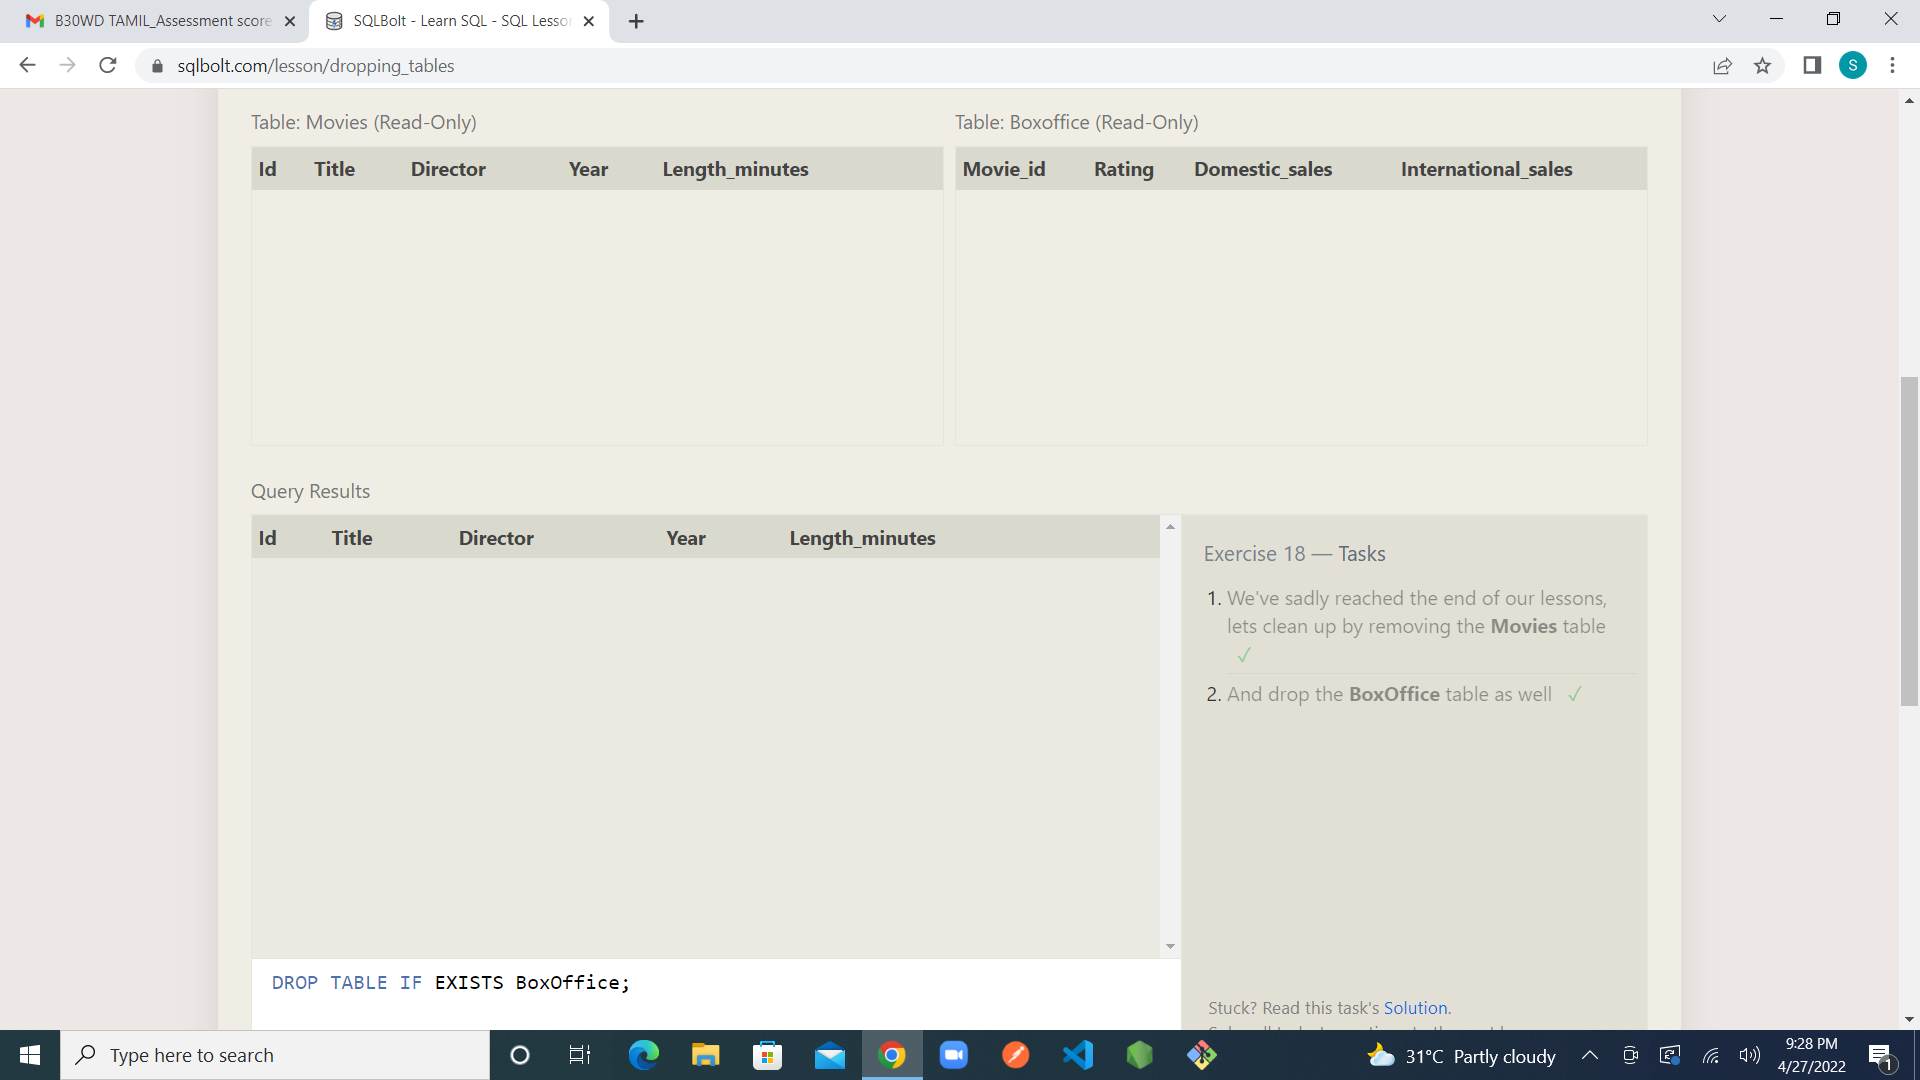 B30WD TAMIL_Assessment score
SQLBolt - Learn SQL - SQL Lesson
sqlbolt.com/lesson/dropping_tables
S
Table: Movies (Read-Only)
Table: Boxoffice (Read-Only)
Id Title Director Year Length_minutes
Movie_id Rating Domestic_sales International_sales
Query Results
Id Title Director Year Length_minutes
Exercise 18 — Tasks
1. We've sadly reached the end of our lessons,
lets clean up by removing the Movies table
✓
2. And drop the BoxOffice table as well ✓
DROP TABLE IF EXISTS BoxOffice;
Stuck? Read this task's Solution.
Type here to search
31°C Partly cloudy
9:28 PM
4/27/2022
1